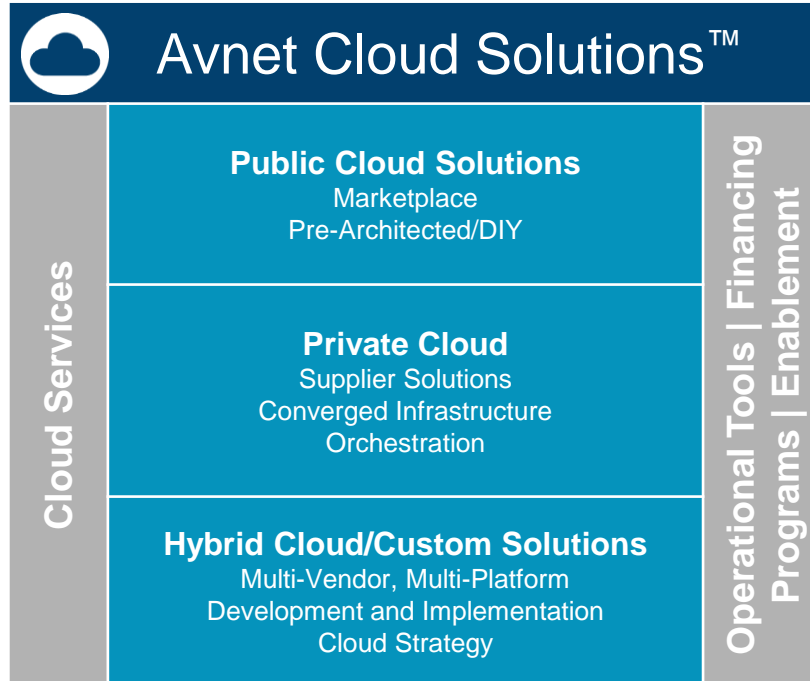 Avnet Cloud Solutions™
Cloud Services
Public Cloud Solutions
Marketplace
Pre-Architected/DIY
Private Cloud
Supplier Solutions
Converged Infrastructure
Orchestration
Hybrid Cloud/Custom Solutions
Multi-Vendor, Multi-Platform
Development and Implementation
Cloud Strategy
Operational Tools | Financing
Programs | Enablement